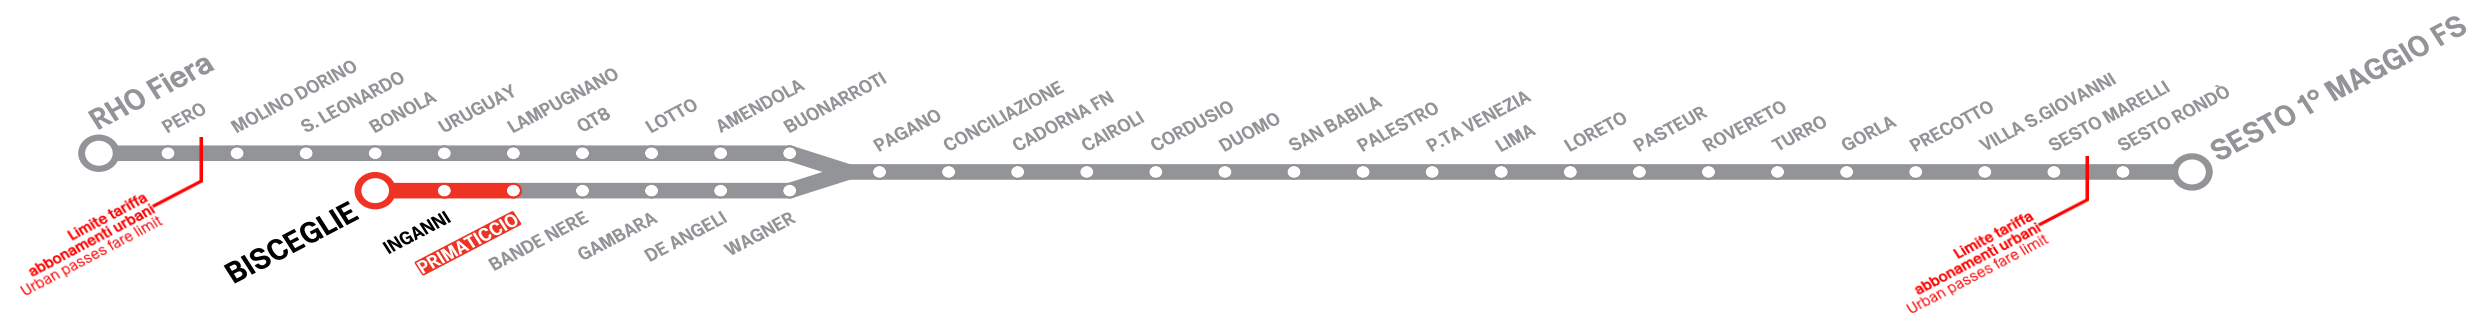 RHO Fiera
PERO
MOLINO DORINO
S. LEONARDO
BONOLA
URUGUAY
LAMPUGNANO
QT8
LOTTO
AMENDOLA
BUONARROTI
PAGANO
CONCILIAZIONE
CADORNA FN
CAIROLI
CORDUSIO
DUOMO
SAN BABILA
PALESTRO
P.TA VENEZIA
LIMA
LORETO
PASTEUR
ROVERETO
TURRO
GORLA
PRECOTTO
VILLA S.GIOVANNI
SESTO MARELLI
SESTO RONDÒ
SESTO 1° MAGGIO FS
Limite tariffa
abbonamenti urbani
Urban passes fare limit
BISCEGLIE
INGANNI
PRIMATICCIO
BANDE NERE
GAMBARA
DE ANGELI
WAGNER
Limite tariffa
abbonamenti urbani
Urban passes fare limit